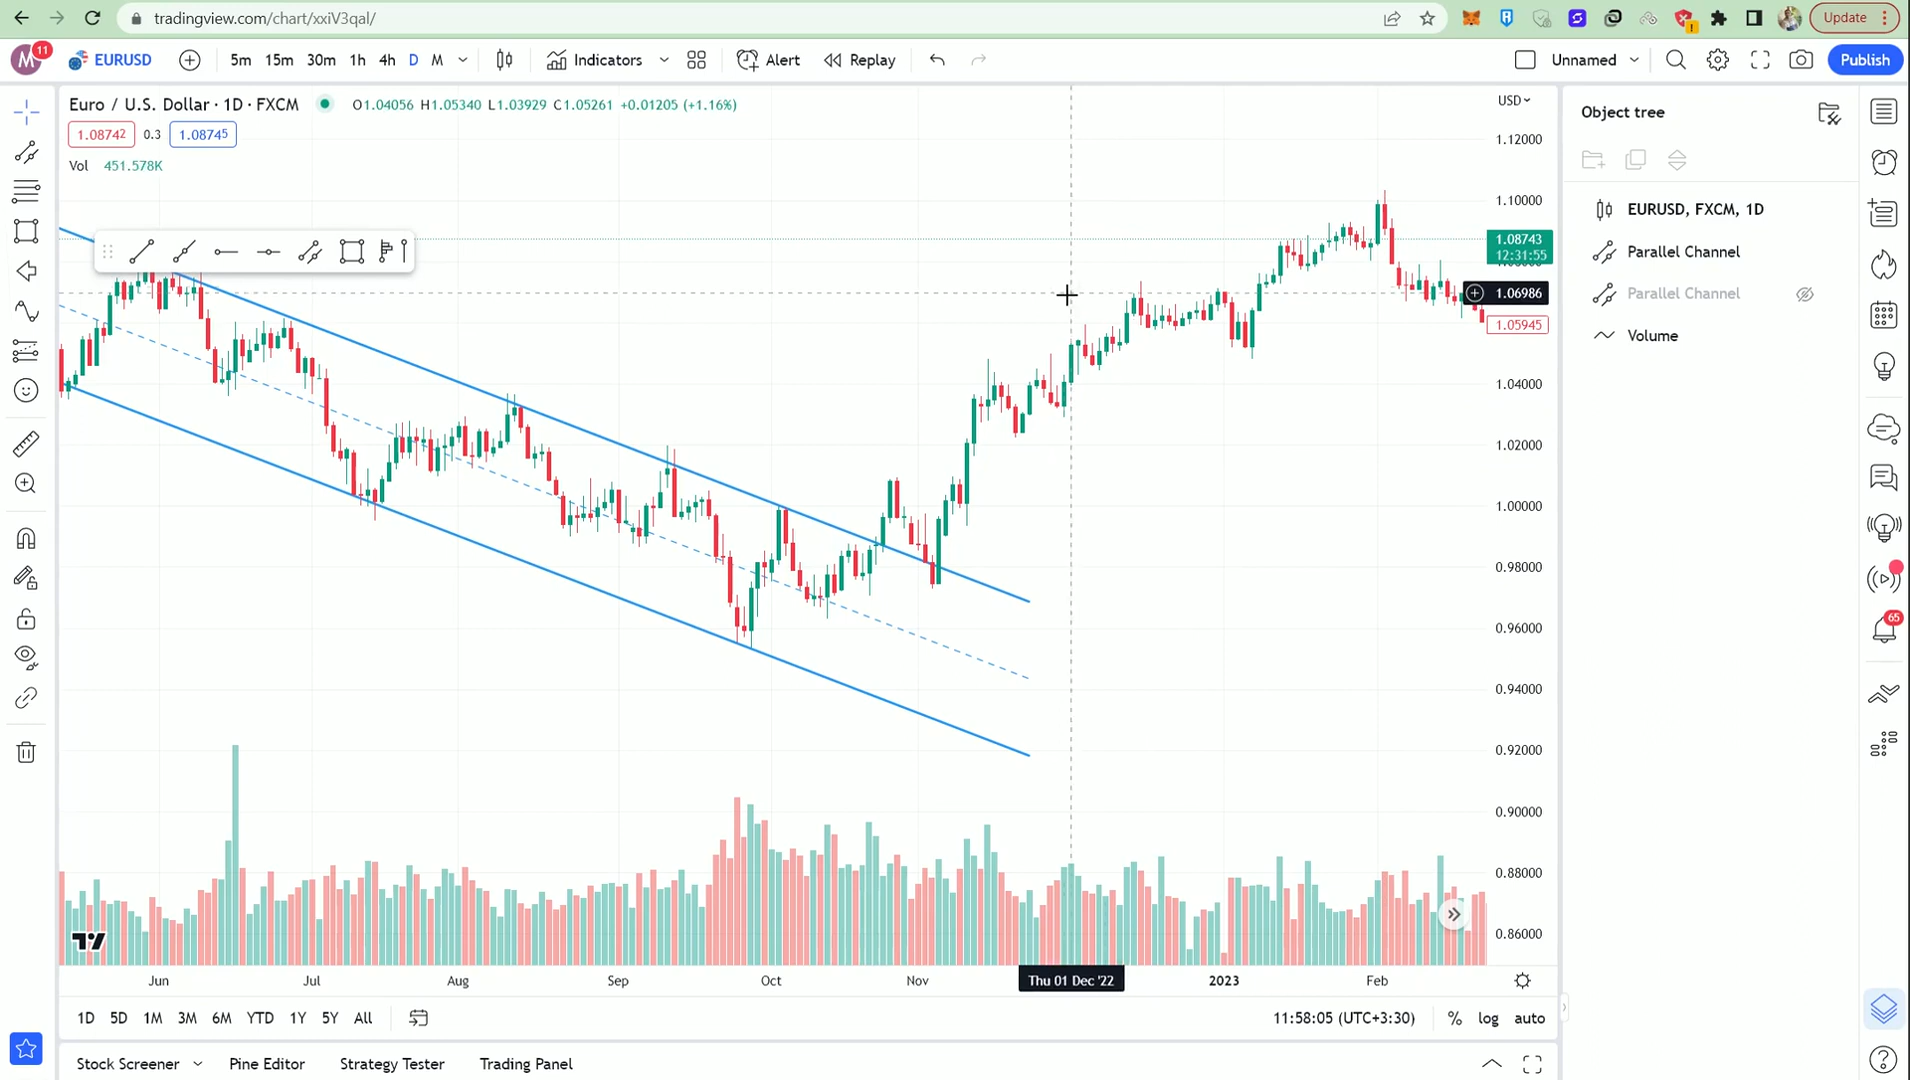 tradingview.com/chart/xxiV3qal/
Update
M
11
EURUSD
5m 15m 30m 1h 4h D M
Indicators
Alert
Replay
Unnamed
Publish
Euro / U.S. Dollar · 1D · FXCM
O1.04056 H1.05340 L1.03929 C1.05261 +0.01205 (+1.16%)
USD
1.08742 0.3 1.08745
Vol 451.578K
1.12000
1.10000
1.08743
12:31:55
1.06986
1.05945
1.04000
1.02000
1.00000
0.98000
0.96000
0.94000
0.92000
0.90000
0.88000
0.86000
Jun Jul Aug Sep Oct Nov Thu 01 Dec '22 2023 Feb
1D 5D 1M 3M 6M YTD 1Y 5Y All
11:58:05 (UTC+3:30) % log auto
Stock Screener Pine Editor Strategy Tester Trading Panel
Object tree
EURUSD, FXCM, 1D
Parallel Channel
Parallel Channel
Volume
65